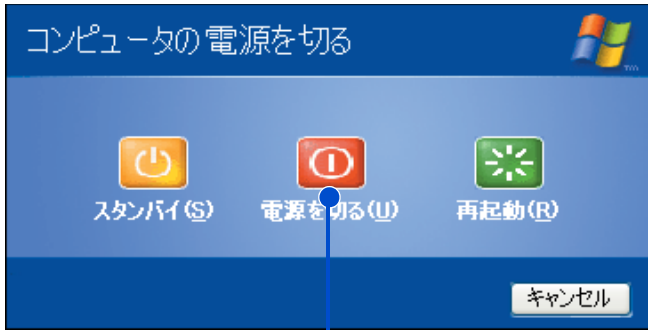 コンピュータの電源を切る
TM
スタンバイ(S)
電源を切る(U)
再起動(R)
キャンセル